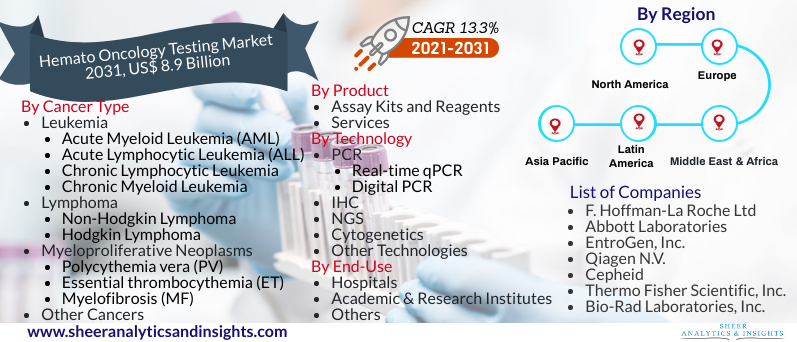 Hemato Oncology Testing Market
2031, US$ 8.9 Billion
CAGR 13.3%
2021-2031
By Cancer Type
• Leukemia
• Acute Myeloid Leukemia (AML)
• Acute Lymphocytic Leukemia (ALL)
• Chronic Lymphocytic Leukemia
• Chronic Myeloid Leukemia
• Lymphoma
• Non-Hodgkin Lymphoma
• Hodgkin Lymphoma
• Myeloproliferative Neoplasms
• Polycythemia vera (PV)
• Essential thrombocythemia (ET)
• Myelofibrosis (MF)
• Other Cancers
By Product
• Assay Kits and Reagents
• Services
By Technology
• PCR
• Real-time qPCR
• Digital PCR
• IHC
• NGS
• Cytogenetics
• Other Technologies
By End-Use
• Hospitals
• Academic & Research Institutes
• Others
By Region
North America
Europe
Asia Pacific
Latin
America
Middle East & Africa
List of Companies
• F. Hoffman-La Roche Ltd
• Abbott Laboratories
• EntroGen, Inc.
• Qiagen N.V.
• Cepheid
• Thermo Fisher Scientific, Inc.
• Bio-Rad Laboratories, Inc.
www.sheeranalyticsandinsights.com
SHEER
ANALYTICS & INSIGHTS